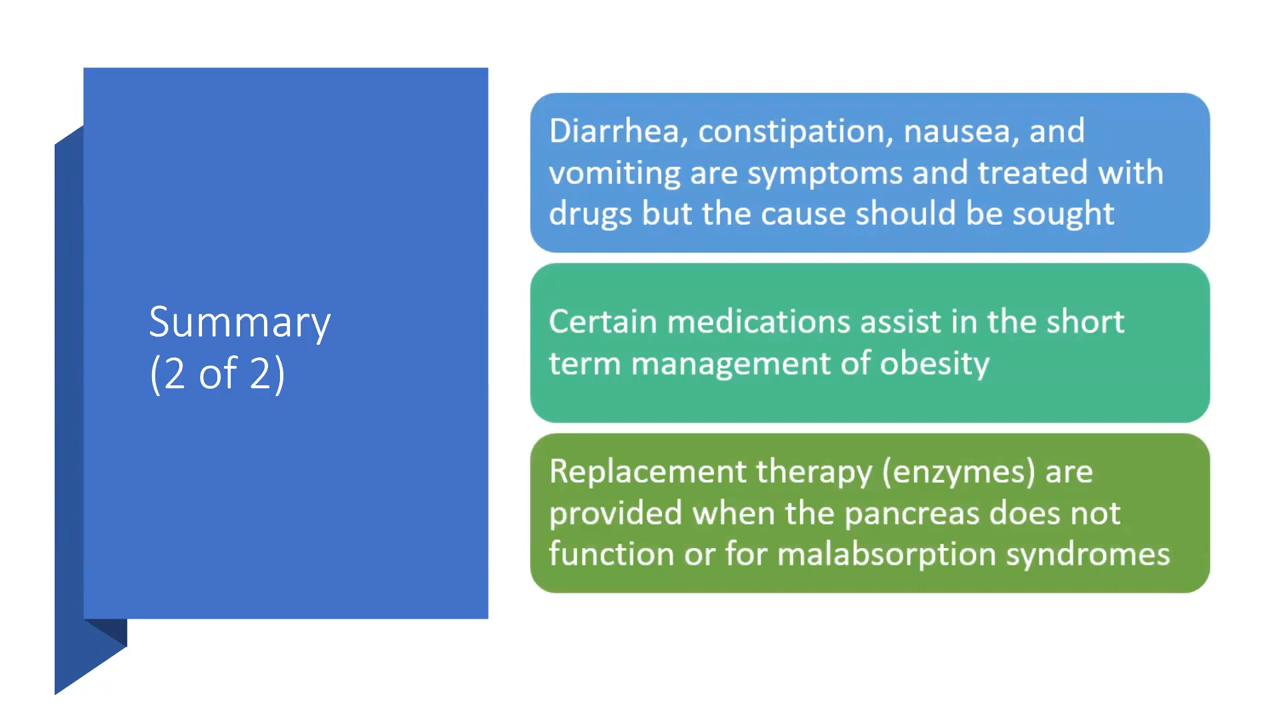 Summary
(2 of 2)
Diarrhea, constipation, nausea, and
vomiting are symptoms and treated with
drugs but the cause should be sought
Certain medications assist in the short
term management of obesity
Replacement therapy (enzymes) are
provided when the pancreas does not
function or for malabsorption syndromes